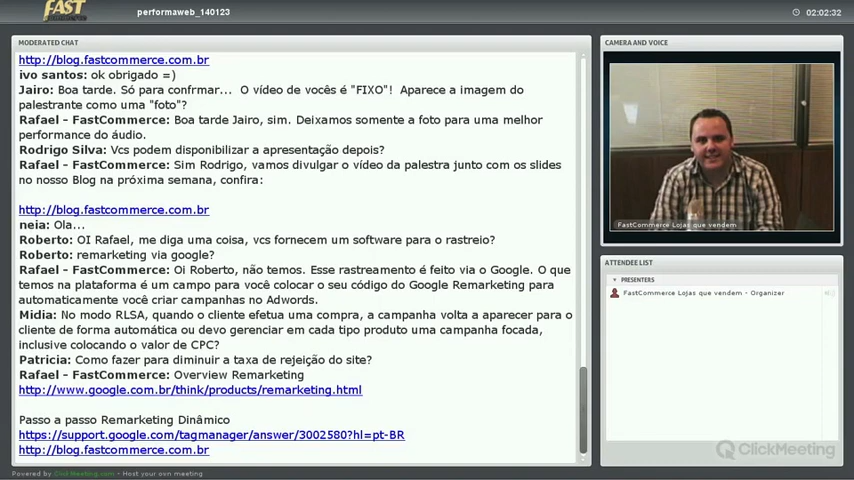 FAST
performaweb_140123
02:02:32
MODERATED CHAT
http://blog.fastcommerce.com.br
ivo santos: ok obrigado =)
Jairo: Boa tarde. Só para confirmar... O vídeo de vocês é "FIXO"! Aparece a imagem do
palestrante como uma "foto"?
Rafael - FastCommerce: Boa tarde Jairo, sim. Deixamos somente a foto para uma melhor
performance do áudio.
Rodrigo Silva: Vcs podem disponibilizar a apresentação depois?
Rafael - FastCommerce: Sim Rodrigo, vamos divulgar o vídeo da palestra junto com os slides
no nosso Blog na próxima semana, confira:
http://blog.fastcommerce.com.br
neia: Ola...
Roberto: OI Rafael, me diga uma coisa, vcs fornecem um software para o rastreio?
Roberto: remarketing via google?
Rafael - FastCommerce: Oi Roberto, não temos. Esse rastreamento é feito via o Google. O que
temos na plataforma é um campo para você colocar o seu código do Google Remarketing para
automaticamente você criar campanhas no Adwords.
Midia: No modo RLSA, quando o cliente efetua uma compra, a campanha volta a aparecer para o
cliente de forma automática ou devo gerenciar em cada tipo produto uma campanha focada,
inclusive colocando o valor de CPC?
Patricia: Como fazer para diminuir a taxa de rejeição do site?
Rafael - FastCommerce: Overview Remarketing
http://www.google.com.br/think/products/remarketing.html
Passo a passo Remarketing Dinâmico
https://support.google.com/tagmanager/answer/3002580?hl=pt-BR
http://blog.fastcommerce.com.br
CAMERA AND VOICE
FastCommerce Lojas que vendem
ATTENDEE LIST
PRESENTERS
FastCommerce Lojas que vendem - Organizer
ClickMeeting
Powered by ClickMeeting.com • Host your own meeting